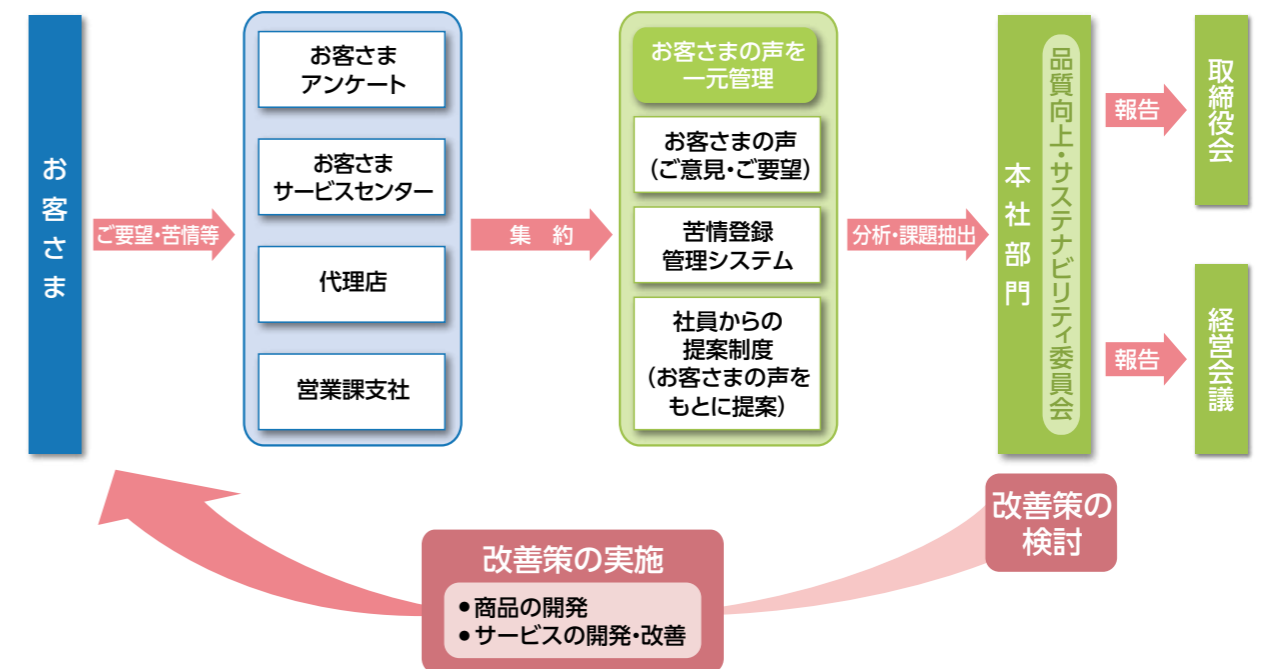 お客さま
ご要望・苦情等
お客さま
アンケート
お客さま
サービスセンター
代理店
営業課支社
集 約
お客さまの声を
一元管理
お客さまの声
(ご意見・ご要望)
苦情登録
管理システム
社員からの
提案制度
(お客さまの声を
もとに提案)
分析・課題抽出
本社部門
品質向上・サステナビリティ委員会
報告
取締役会
報告
経営会議
改善策の
検討
改善策の実施
●商品の開発
●サービスの開発・改善